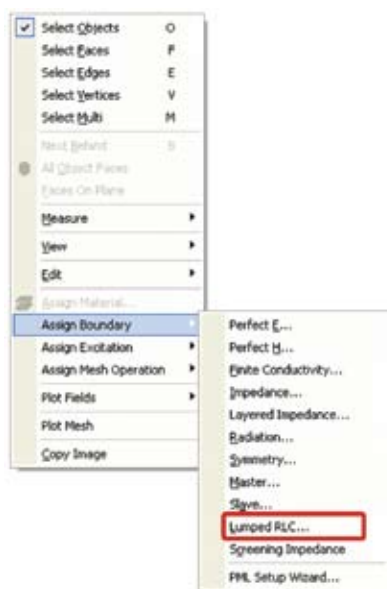 Select Objects O
Select Faces F
Select Edges E
Select Vertices V
Select Multi M
Next Behind B
All Object Faces
Faces On Plane
Measure
View
Edit
Assign Material...
Assign Boundary
Assign Excitation
Assign Mesh Operation
Plot Fields
Plot Mesh
Copy Image
Perfect E...
Perfect H...
Finite Conductivity...
Impedance...
Layered Impedance...
Radiation...
Symmetry...
Master...
Slave...
Lumped RLC...
Screening Impedance
PML Setup Wizard...